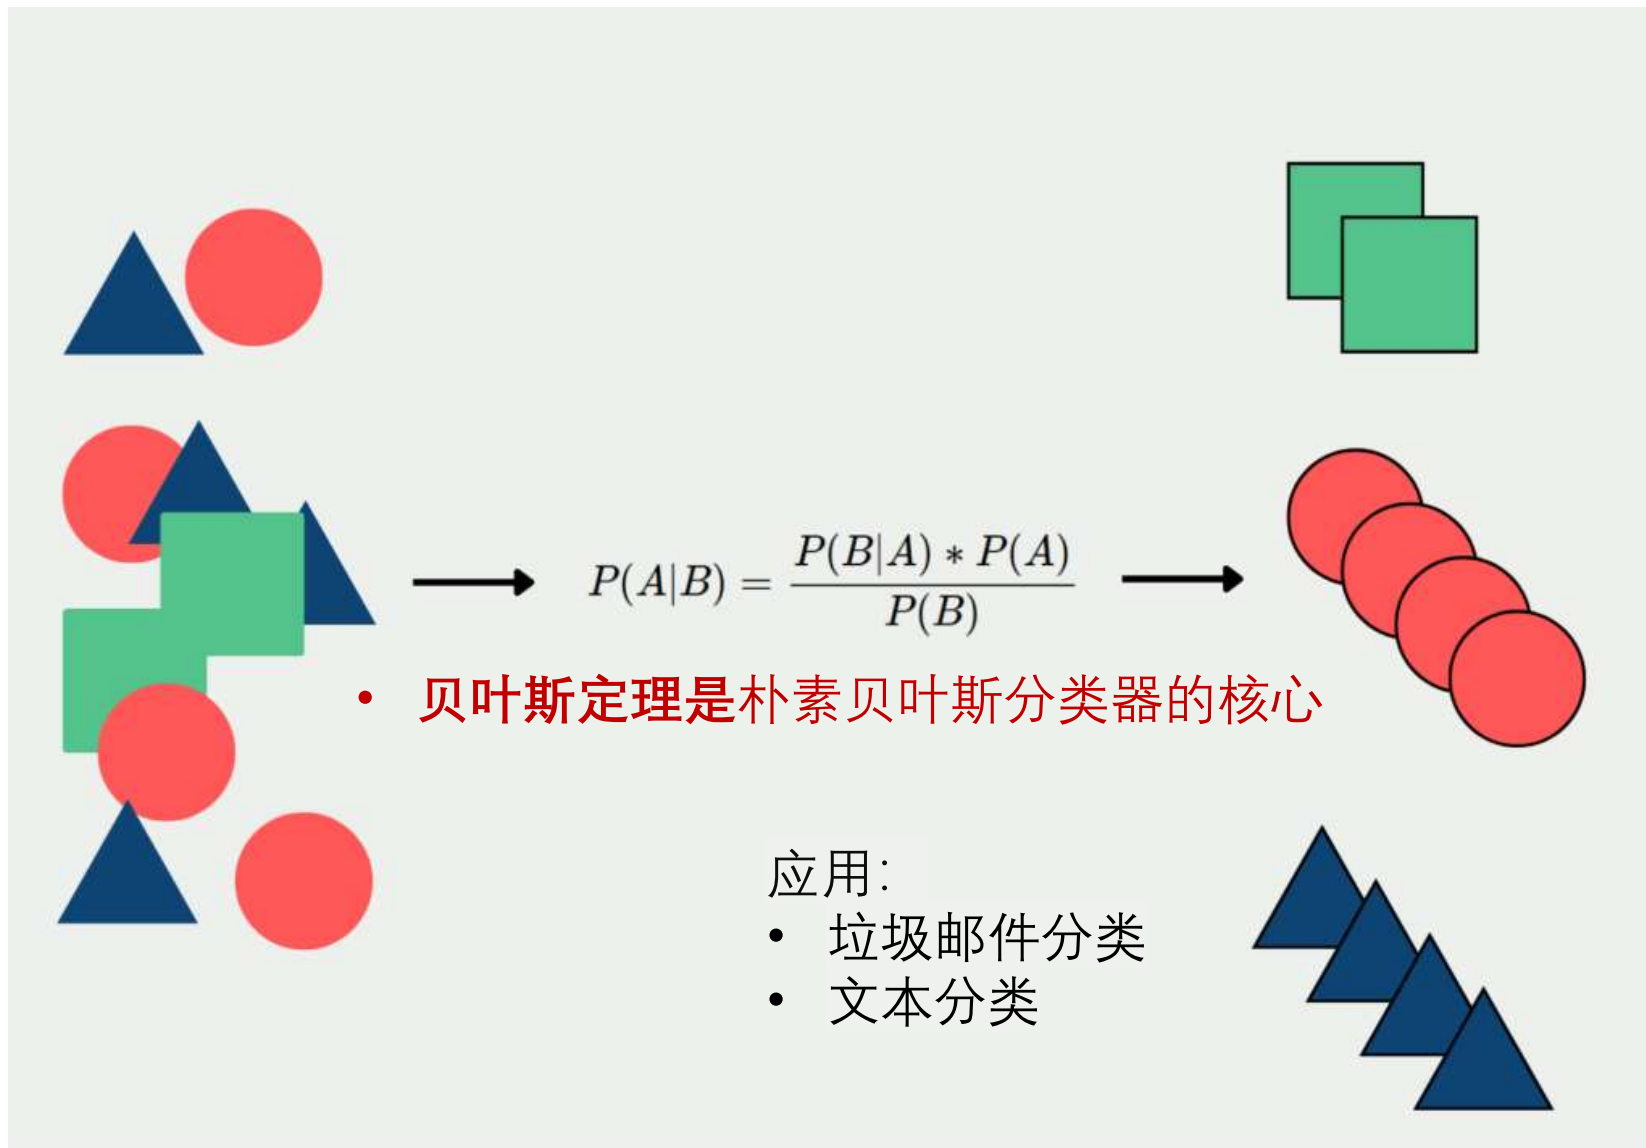 P(A|B) = P(B|A) * P(A) / P(B)
• 贝叶斯定理是朴素贝叶斯分类器的核心
应用：
• 垃圾邮件分类
• 文本分类